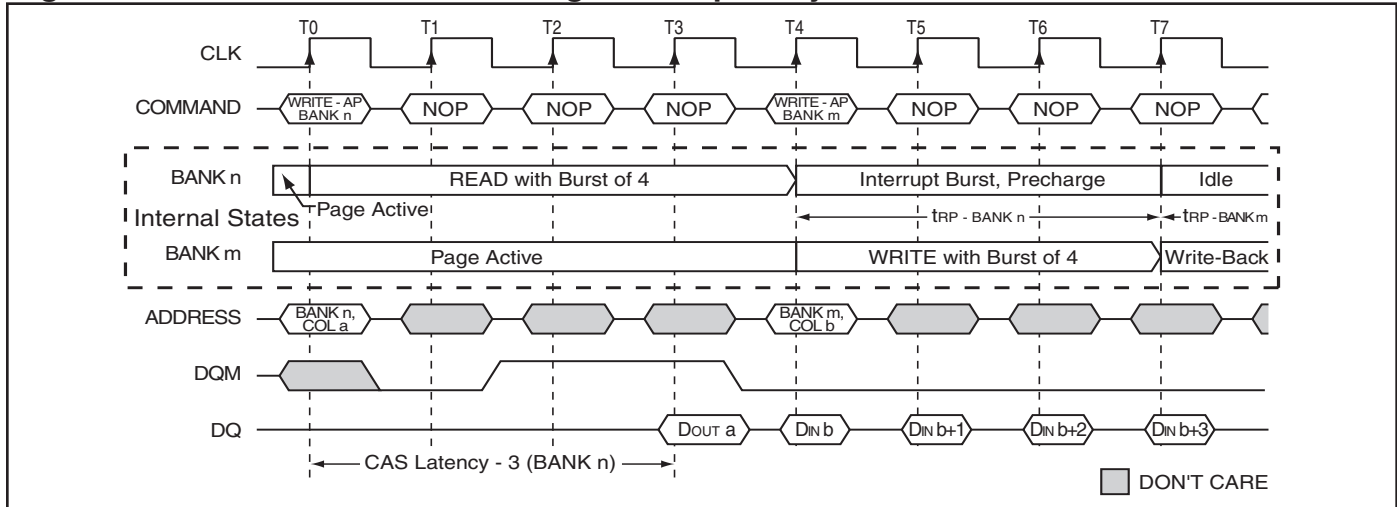 T0 T1 T2 T3 T4 T5 T6 T7
CLK
COMMAND WRITE - AP BANK n NOP NOP NOP WRITE - AP BANK m NOP NOP NOP
BANK n READ with Burst of 4 Interrupt Burst, Precharge Idle
Internal States Page Active tRP - BANK n tRP - BANK m
BANK m Page Active WRITE with Burst of 4 Write-Back
ADDRESS BANK n, COL a BANK m, COL b
DQM
DQ DOUT a DIN b DIN b+1 DIN b+2 DIN b+3
CAS Latency - 3 (BANK n)
DON'T CARE